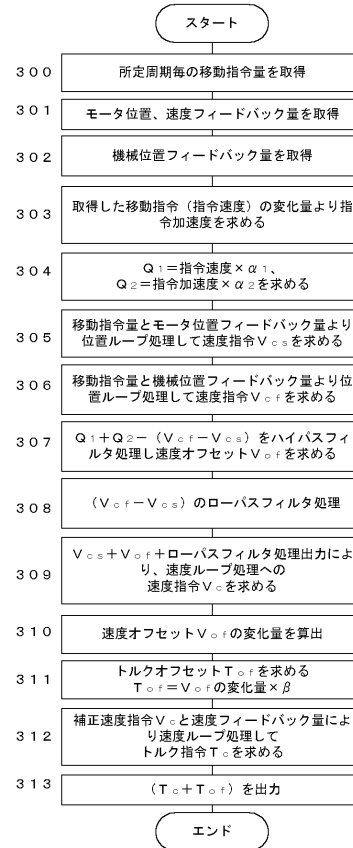 スタート
３００
所定周期毎の移動指令量を取得
３０１
モータ位置、速度フィードバック量を取得
３０２
機械位置フィードバック量を取得
３０３
取得した移動指令（指令速度）の変化量より指
令加速度を求める
３０４
Ｑ₁＝指令速度×α₁、
Ｑ₂＝指令加速度×α₂を求める
３０５
移動指令量とモータ位置フィードバック量より
位置ループ処理して速度指令Ｖcsを求める
３０６
移動指令量と機械位置フィードバック量より位
置ループ処理して速度指令Ｖcfを求める
３０７
Ｑ₁＋Ｑ₂－（Ｖcf－Ｖcs）をハイパスフィ
ルタ処理し速度オフセットＶofを求める
３０８
（Ｖcf－Ｖcs）のローパスフィルタ処理
３０９
Ｖcs＋Ｖof＋ローパスフィルタ処理出力によ
り、速度ループ処理への
速度指令Ｖcを求める
３１０
速度オフセットＶofの変化量を算出
３１１
トルクオフセットＴofを求める
Ｔof＝Ｖofの変化量×β
３１２
補正速度指令Ｖcと速度フィードバック量によ
り速度ループ処理して
トルク指令Ｔcを求める
３１３
（Ｔc＋Ｔof）を出力
エンド